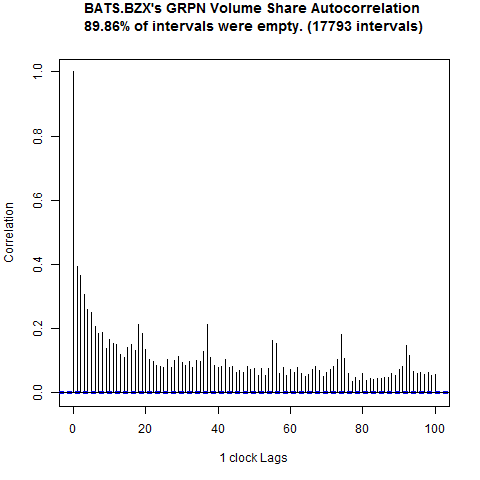 BATS.BZX's GRPN Volume Share Autocorrelation
89.86% of intervals were empty. (17793 intervals)
1.0
0.8
0.6
0.4
0.2
0.0
Correlation
0 20 40 60 80 100
1 clock Lags